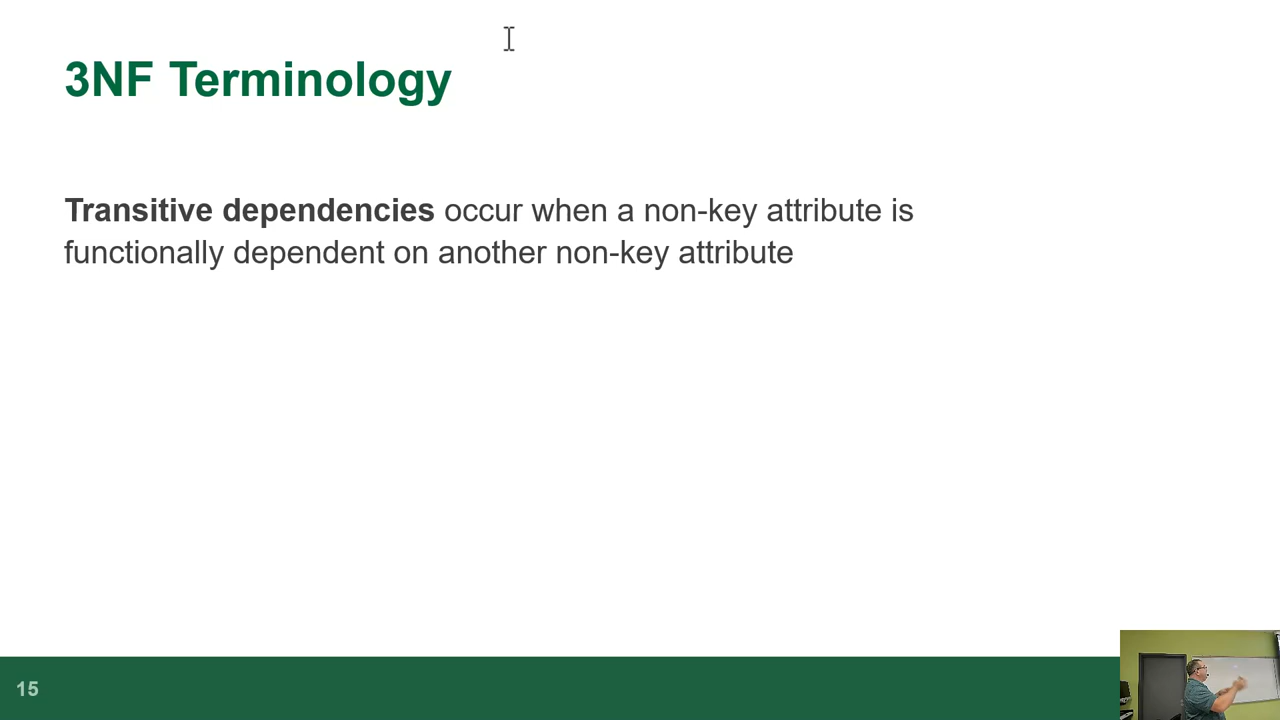 3NF Terminology
Transitive dependencies occur when a non-key attribute is
functionally dependent on another non-key attribute
15